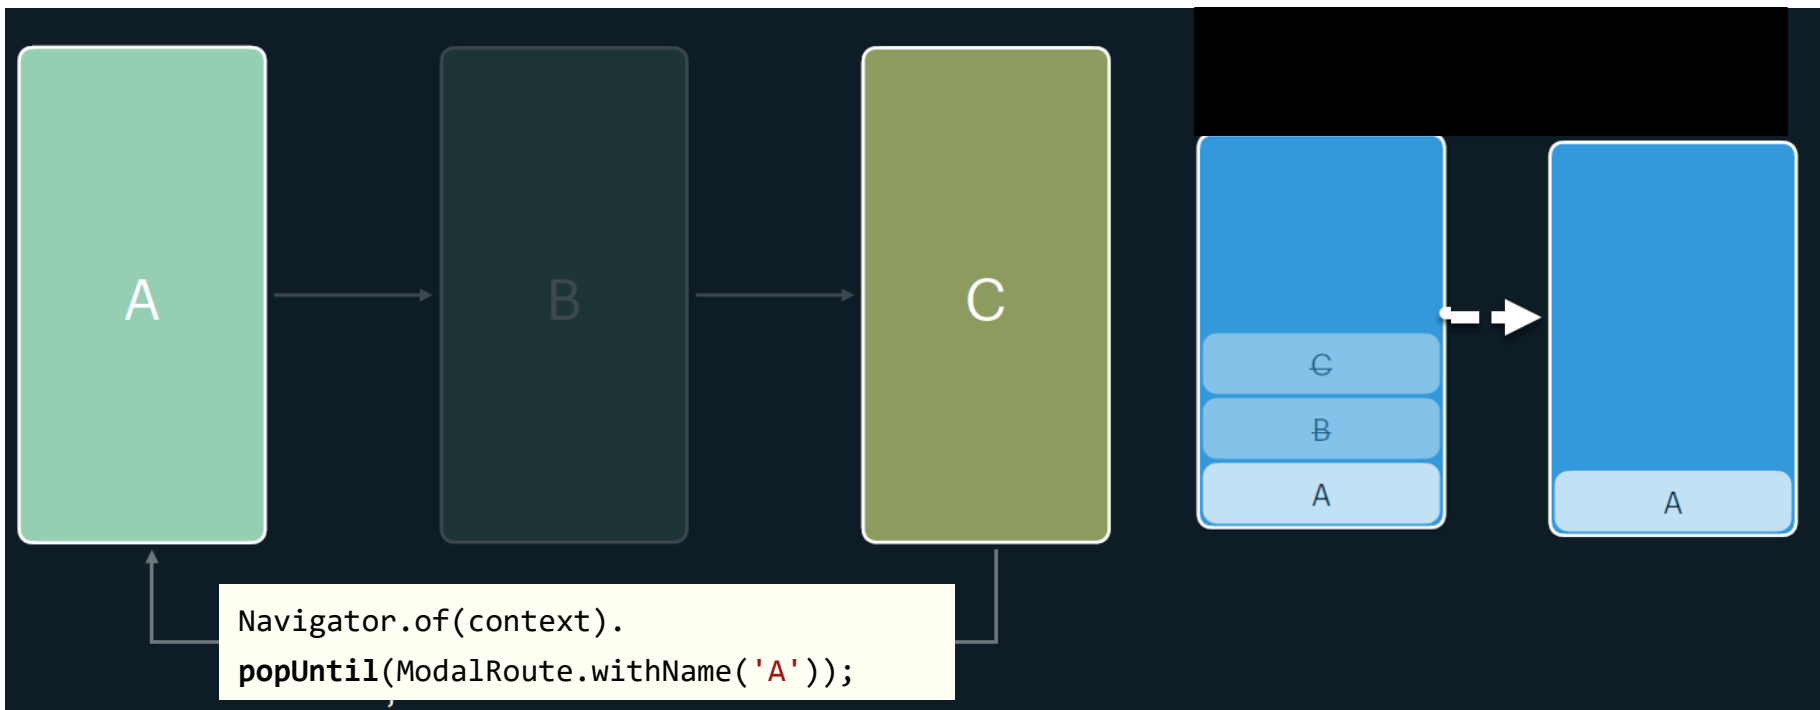 A
B
C
C
B
A
A
Navigator.of(context).
popUntil(ModalRoute.withName('A'));